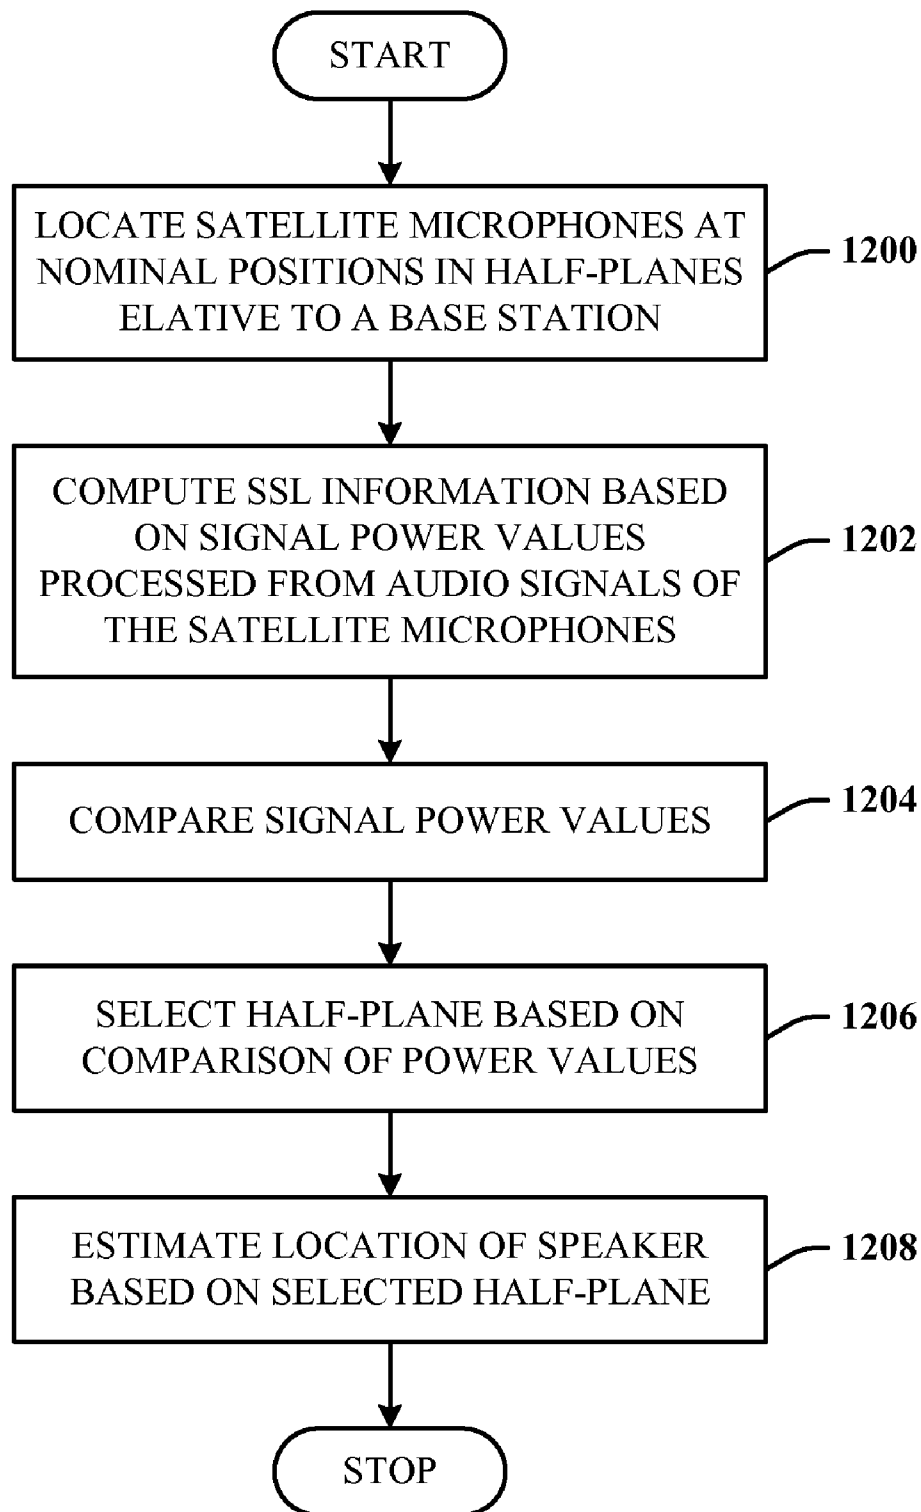 START
LOCATE SATELLITE MICROPHONES AT
NOMINAL POSITIONS IN HALF-PLANES
ELATIVE TO A BASE STATION
1200
COMPUTE SSL INFORMATION BASED
ON SIGNAL POWER VALUES
PROCESSED FROM AUDIO SIGNALS OF
THE SATELLITE MICROPHONES
1202
COMPARE SIGNAL POWER VALUES
1204
SELECT HALF-PLANE BASED ON
COMPARISON OF POWER VALUES
1206
ESTIMATE LOCATION OF SPEAKER
BASED ON SELECTED HALF-PLANE
1208
STOP